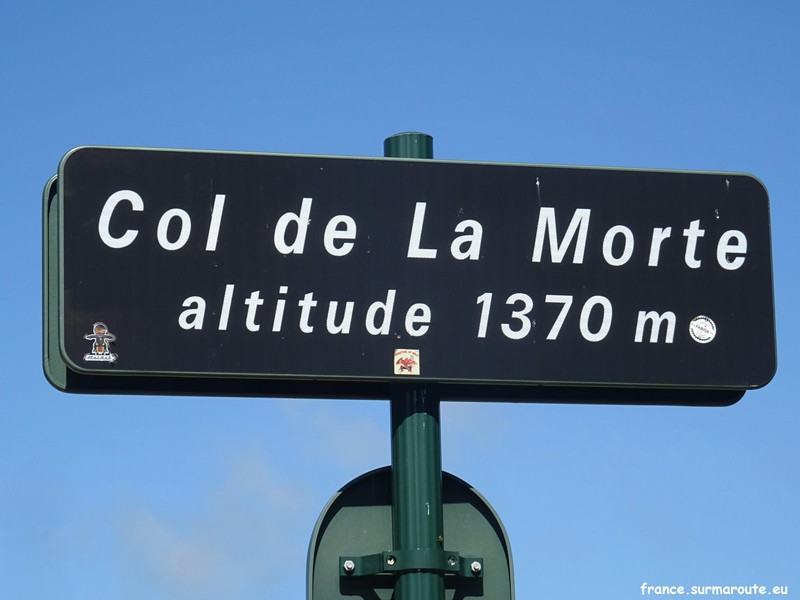 Col de La Morte
altitude 1370 m
france.surmaroute.eu